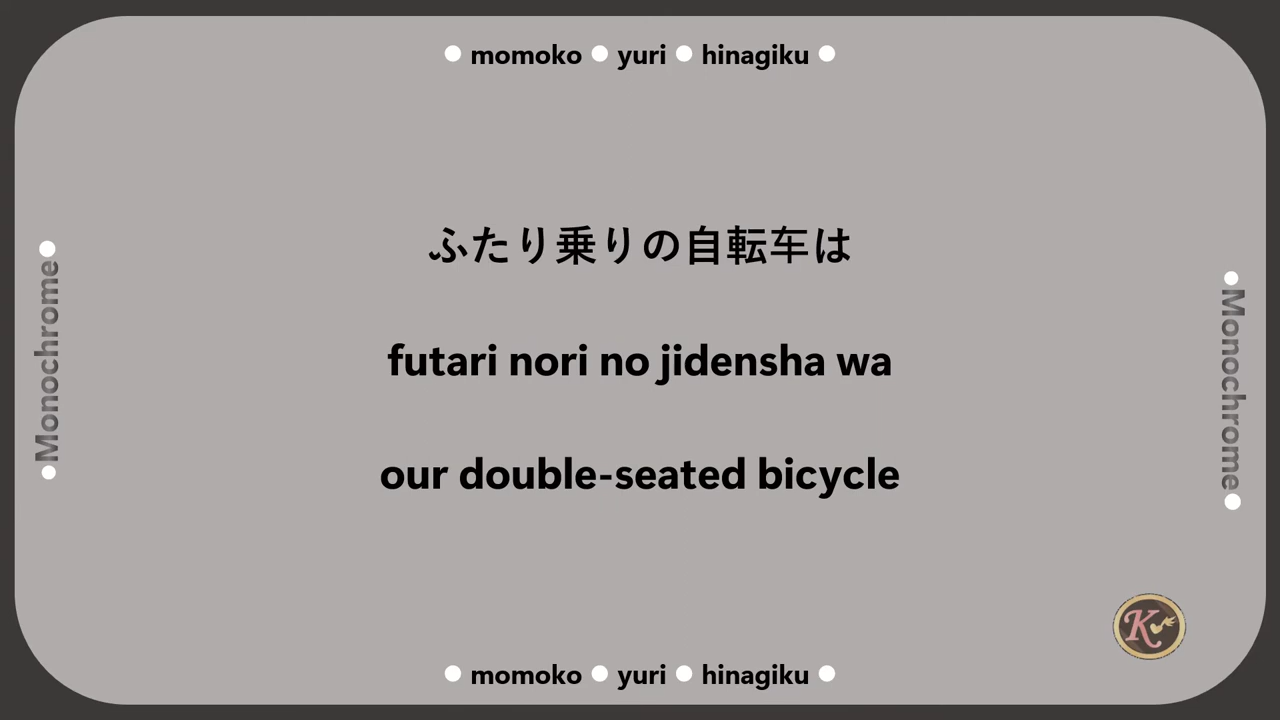 momoko yuri hinagiku
Monochrome
ふたり乗りの自転车は
futari nori no jidensha wa
our double-seated bicycle
Monochrome
K
momoko yuri hinagiku